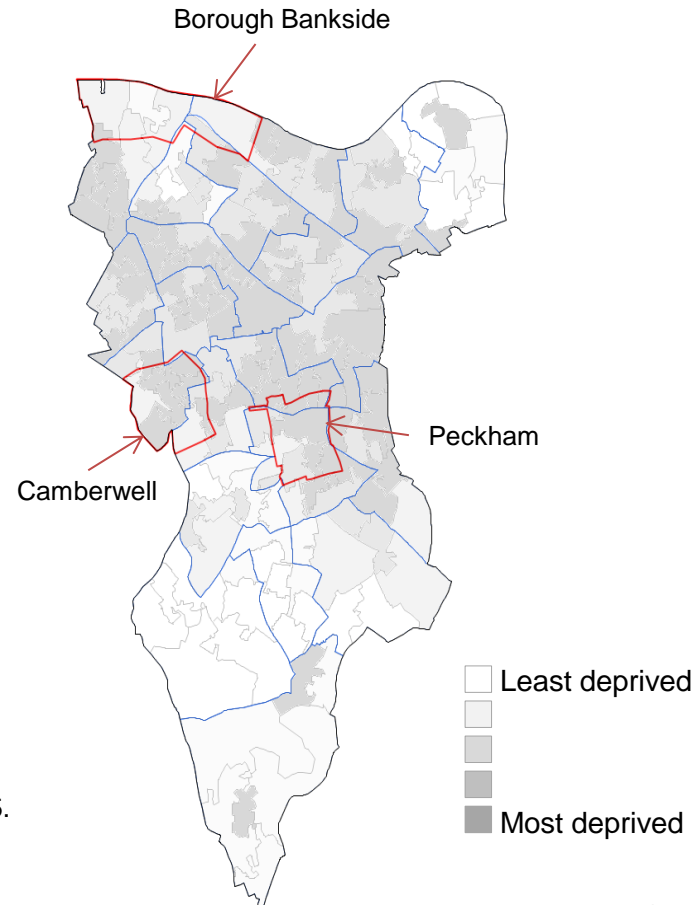 Borough Bankside
Peckham
Camberwell
Least deprived
s.
Most deprived